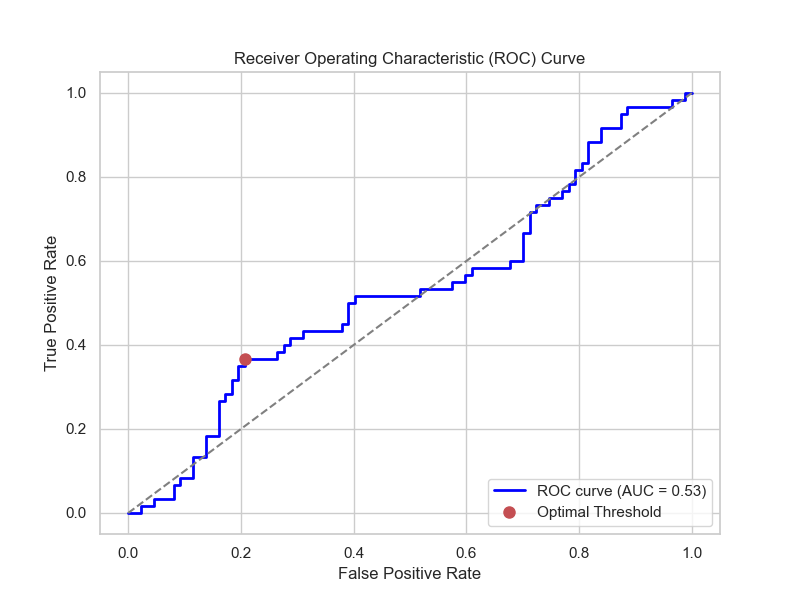 Receiver Operating Characteristic (ROC) Curve
1.0
0.8
0.6
0.4
0.2
0.0
True Positive Rate
0.0 0.2 0.4 0.6 0.8 1.0
False Positive Rate
ROC curve (AUC = 0.53)
Optimal Threshold